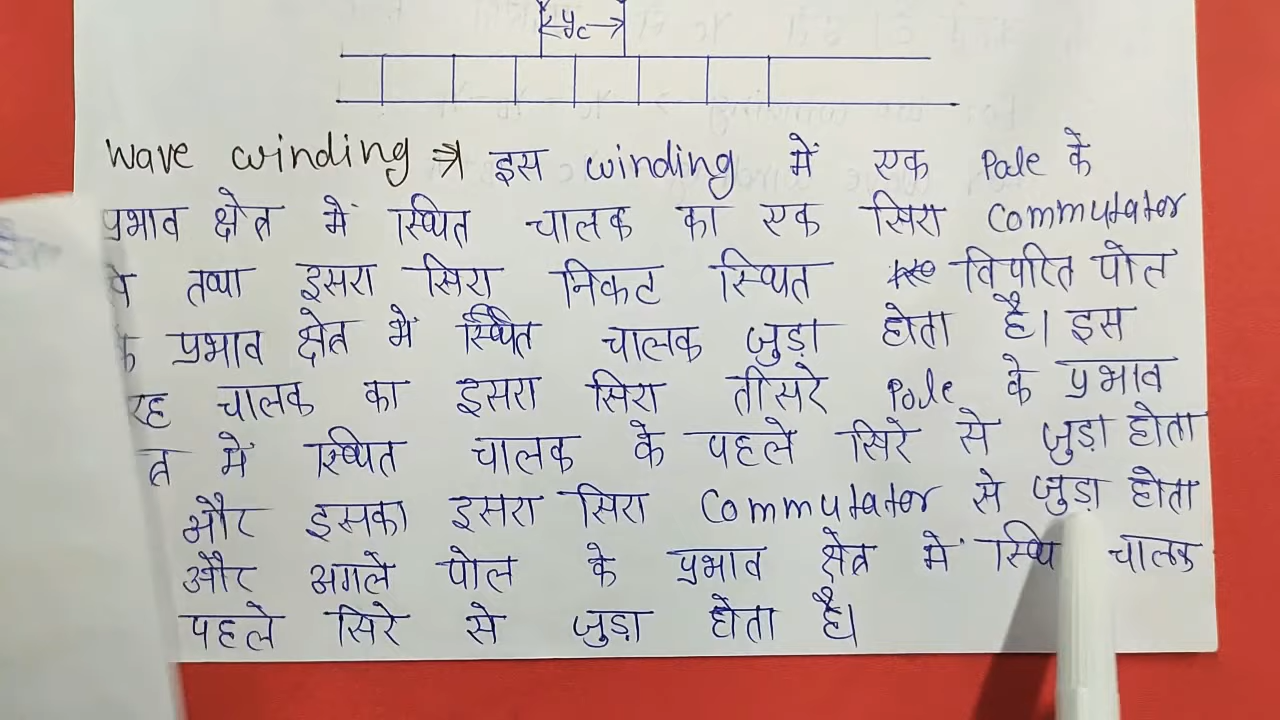 Yc
Wave winding ⇒ इस winding में एक Pole के
प्रभाव क्षेत्र में स्थित चालक का एक सिरा Commutator
तथा दुसरा सिरा निकट स्थित विपरित पोल
प्रभाव क्षेत्र में स्थित चालक जुड़ा होता है। इस
चालक का दुसरा सिरा तीसरे Pole के प्रभाव
में स्थित चालक के पहले सिरे से जुड़ा होता
और इसका दुसरा सिरा Commutator से जुड़ा होता
और अगले पोल के प्रभाव क्षेत्र में चालक
पहले सिरे से जुड़ा होता है।